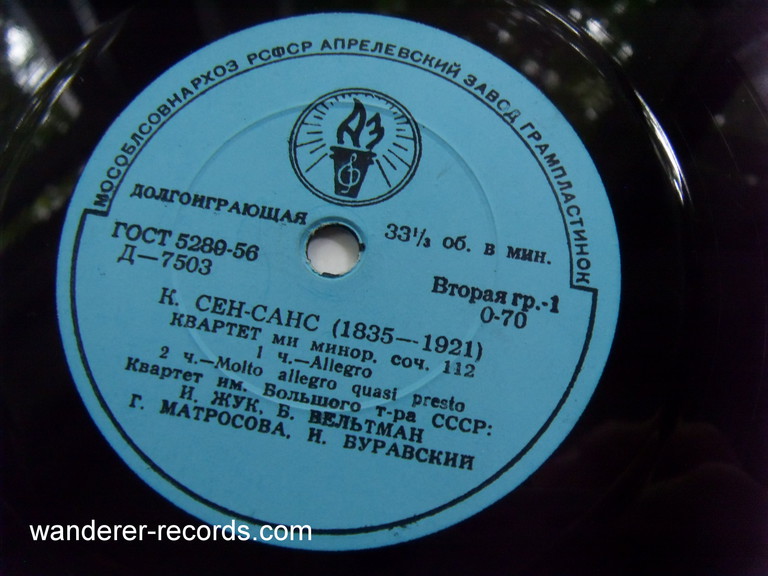 МОСОБЛСОВНАРХОЗ РСФСР АПРЕЛЕВСКИЙ ЗАВОД ГРАМПЛАСТИНОК
АЗ
ДОЛГОИГРАЮЩАЯ
33⅓ об. в мин.
ГОСТ 5289-56
Д—7503
Вторая гр.-1
0-70
К. СЕН-САНС (1835—1921)
КВАРТЕТ МИ МИНОР, СОЧ. 112
1 ч.—Allegro
2 ч.—Molto allegro quasi presto
Квартет им. Большого т-ра СССР:
И. ЖУК, Б. ВЕЛЬТМАН
Г. МАТРОСОВА, И. БУРАВСКИЙ
wanderer-records.com